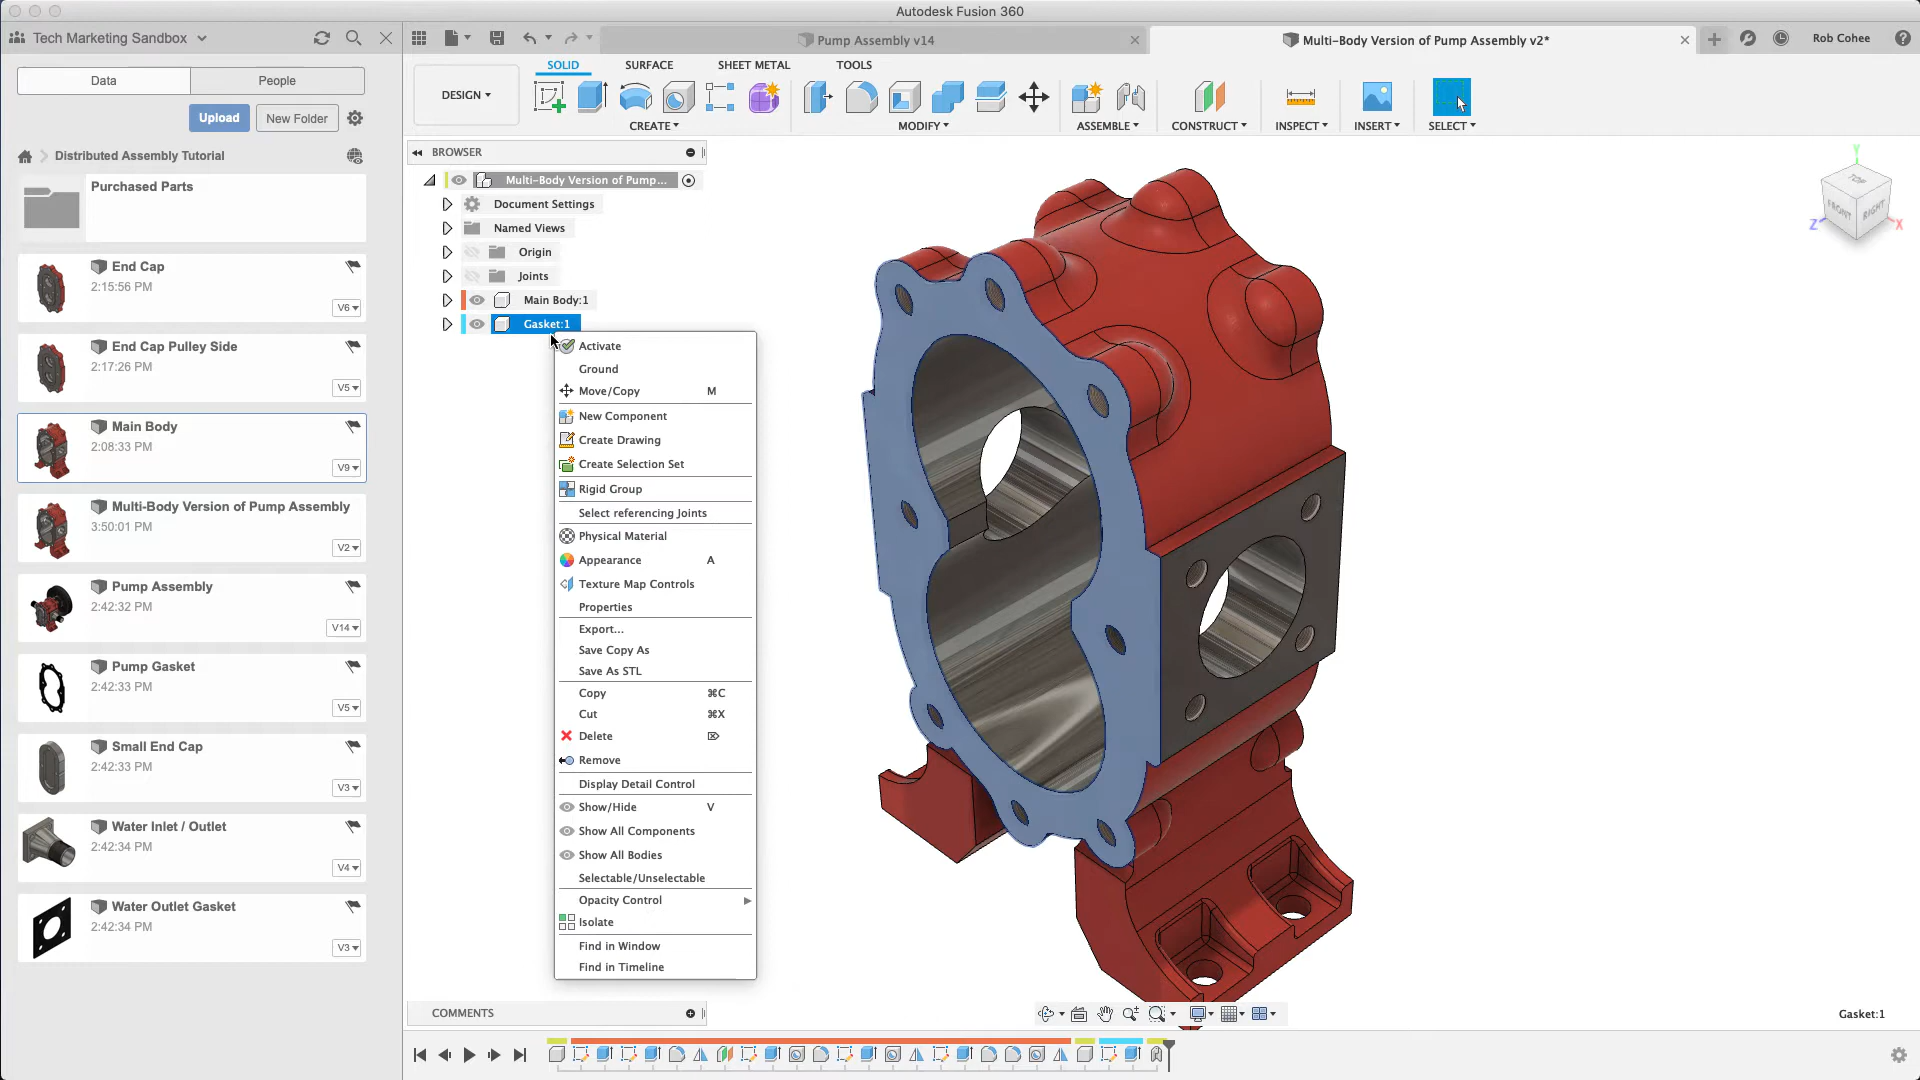 Autodesk Fusion 360
Tech Marketing Sandbox
Pump Assembly v14
Multi-Body Version of Pump Assembly v2*
Rob Cohee
Data
People
Upload
New Folder
Distributed Assembly Tutorial
Purchased Parts
End Cap
2:15:56 PM
V6
End Cap Pulley Side
2:17:26 PM
V5
Main Body
2:08:33 PM
V9
Multi-Body Version of Pump Assembly
3:50:01 PM
V2
Pump Assembly
2:42:32 PM
V14
Pump Gasket
2:42:33 PM
V5
Small End Cap
2:42:33 PM
V3
Water Inlet / Outlet
2:42:34 PM
V4
Water Outlet Gasket
2:42:34 PM
V3
DESIGN
SOLID
SURFACE
SHEET METAL
TOOLS
CREATE
MODIFY
ASSEMBLE
CONSTRUCT
INSPECT
INSERT
SELECT
BROWSER
Multi-Body Version of Pump...
Document Settings
Named Views
Origin
Joints
Main Body:1
Gasket:1
Activate
Ground
Move/Copy M
New Component
Create Drawing
Create Selection Set
Rigid Group
Select referencing Joints
Physical Material
Appearance A
Texture Map Controls
Properties
Export...
Save Copy As
Save As STL
Copy ⌘C
Cut ⌘X
Delete ⌦
Remove
Display Detail Control
Show/Hide V
Show All Components
Show All Bodies
Selectable/Unselectable
Opacity Control
Isolate
Find in Window
Find in Timeline
Y
TOP
FRONT
RIGHT
Z
X
COMMENTS
Gasket:1